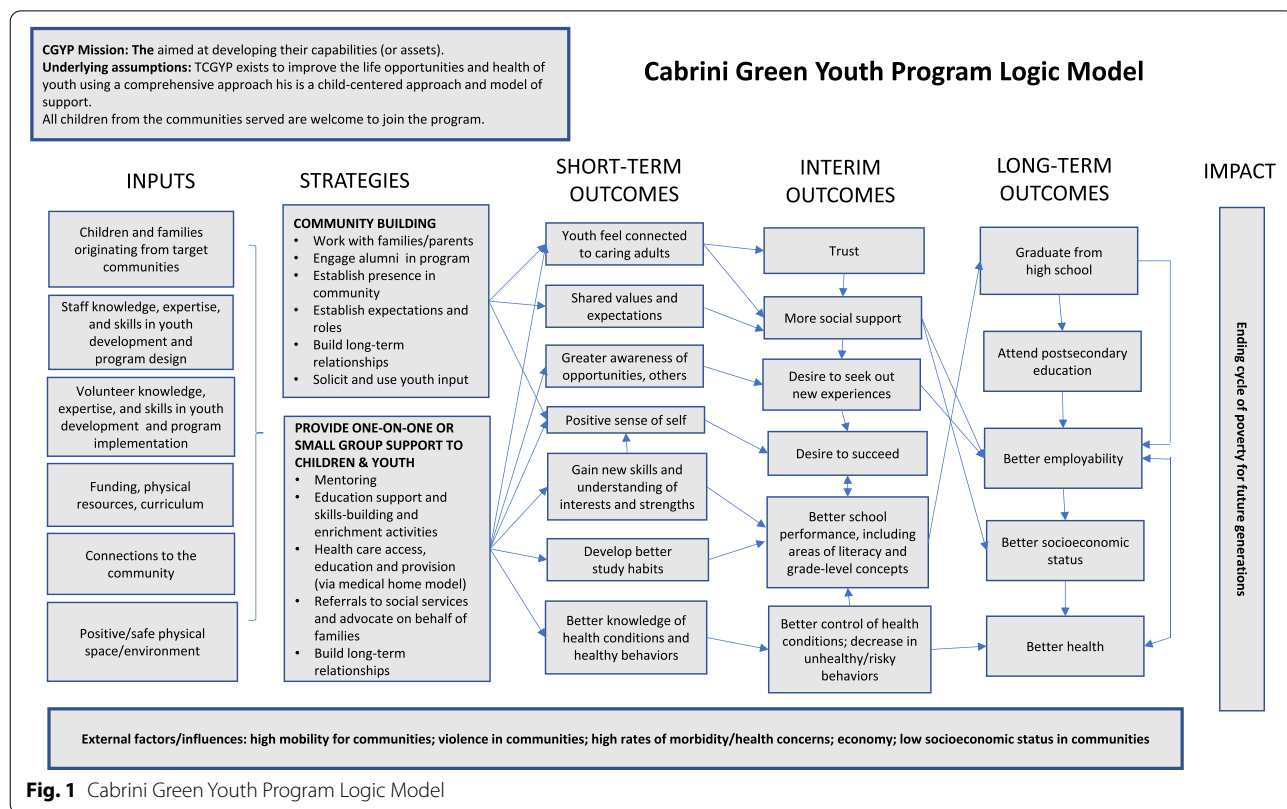 CGYP Mission: The aimed at developing their capabilities (or assets).
Underlying assumptions: TCGYP exists to improve the life opportunities and health of
youth using a comprehensive approach his is a child-centered approach and model of
support.
All children from the communities served are welcome to join the program.
Cabrini Green Youth Program Logic Model
INPUTS
Children and families
originating from target
communities
Staff knowledge, expertise,
and skills in youth
development and
program design
Volunteer knowledge,
expertise, and skills in youth
development and program
implementation
Funding, physical
resources, curriculum
Connections to the
community
Positive/safe physical
space/environment
STRATEGIES
COMMUNITY BUILDING
• Work with families/parents
• Engage alumni in program
• Establish presence in
community
• Establish expectations and
roles
• Build long-term
relationships
• Solicit and use youth input
PROVIDE ONE-ON-ONE OR
SMALL GROUP SUPPORT TO
CHILDREN & YOUTH
• Mentoring
• Education support and
skills-building and
enrichment activities
• Health care access,
education and provision
(via medical home model)
• Referrals to social services
and advocate on behalf of
families
• Build long-term
relationships
SHORT-TERM
OUTCOMES
Youth feel connected
to caring adults
Shared values and
expectations
Greater awareness of
opportunities, others
Positive sense of self
Gain new skills and
understanding of
interests and strengths
Develop better
study habits
Better knowledge of
health conditions and
healthy behaviors
INTERIM
OUTCOMES
Trust
More social support
Desire to seek out
new experiences
Desire to succeed
Better school
performance, including
areas of literacy and
grade-level concepts
Better control of health
conditions; decrease in
unhealthy/risky
behaviors
LONG-TERM
OUTCOMES
Graduate from
high school
Attend postsecondary
education
Better employability
Better socioeconomic
status
Better health
IMPACT
Ending cycle of poverty for future generations
External factors/influences: high mobility for communities; violence in communities; high rates of morbidity/health concerns; economy; low socioeconomic status in communities
Fig. 1 Cabrini Green Youth Program Logic Model